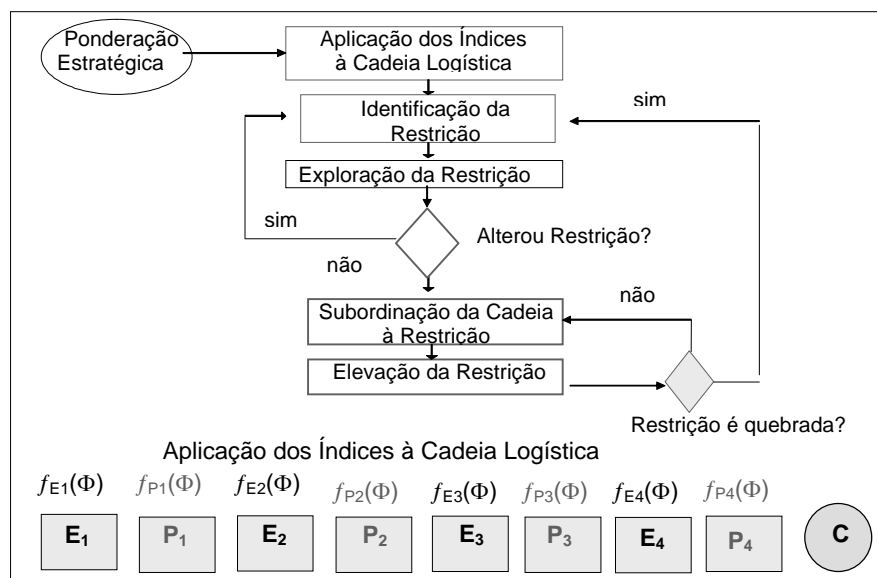 Ponderação
Estratégica
Aplicação dos Índices
à Cadeia Logística
Identificação da
Restrição
sim
Exploração da Restrição
sim
Alterou Restrição?
não
não
Subordinação da Cadeia
à Restrição
Elevação da Restrição
Restrição é quebrada?
Aplicação dos Índices à Cadeia Logística
fE1(Φ) fP1(Φ) fE2(Φ) fP2(Φ) fE3(Φ) fP3(Φ) fE4(Φ) fP4(Φ)
E1 P1 E2 P2 E3 P3 E4 P4 C